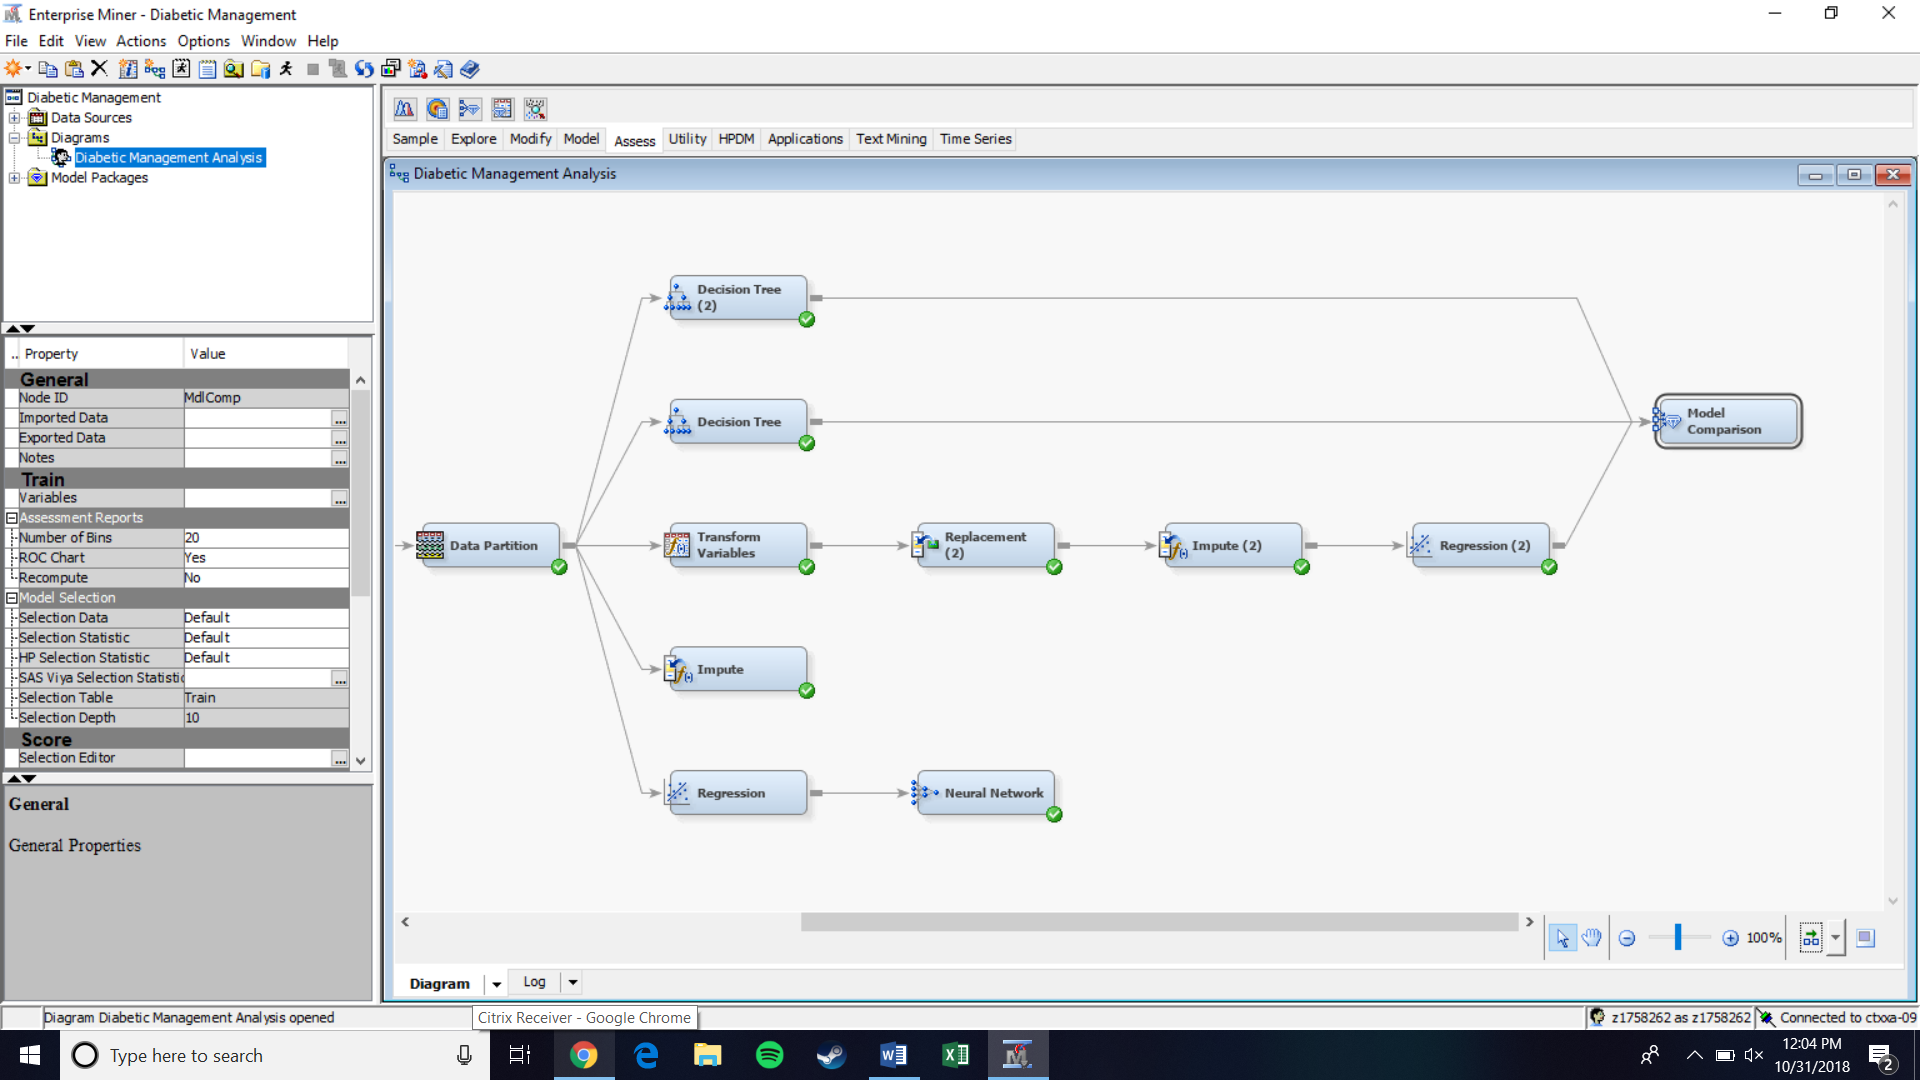 Enterprise Miner - Diabetic Management
File Edit View Actions Options Window Help
Diabetic Management
Data Sources
Diagrams
Diabetic Management Analysis
Model Packages
.. Property Value
General
Node ID MdlComp
Imported Data ...
Exported Data ...
Notes ...
Train
Variables ...
Assessment Reports
Number of Bins 20
ROC Chart Yes
Recompute No
Model Selection
Selection Data Default
Selection Statistic Default
HP Selection Statistic Default
SAS Viya Selection Statistic ...
Selection Table Train
Selection Depth 10
Score
Selection Editor ...
General
General Properties
Sample Explore Modify Model Assess Utility HPDM Applications Text Mining Time Series
Diabetic Management Analysis
Decision Tree
(2)
Decision Tree
Model
Comparison
Data Partition
Transform
Variables
Replacement
(2)
Impute (2)
Regression (2)
Impute
Regression
Neural Network
100%
Diagram Log
Diagram Diabetic Management Analysis opened
Citrix Receiver - Google Chrome
z1758262 as z1758262 Connected to ctxxa-09
Type here to search
12:04 PM
10/31/2018
2